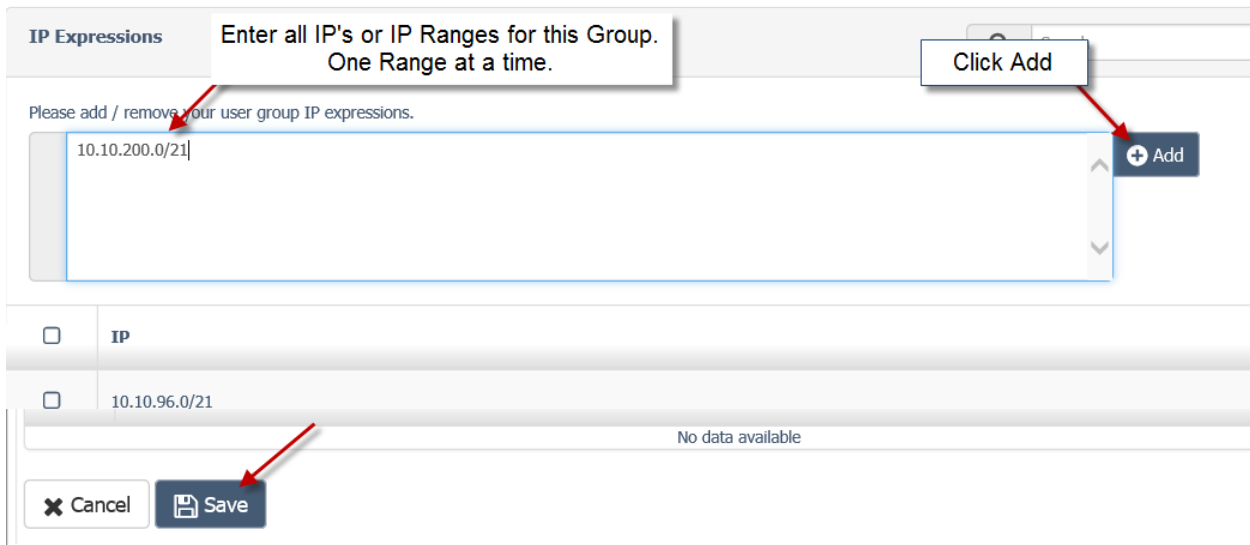 IP Expressions
Enter all IP's or IP Ranges for this Group.
One Range at a time.
Click Add
Please add / remove your user group IP expressions.
10.10.200.0/21
Add
IP
10.10.96.0/21
No data available
Cancel
Save